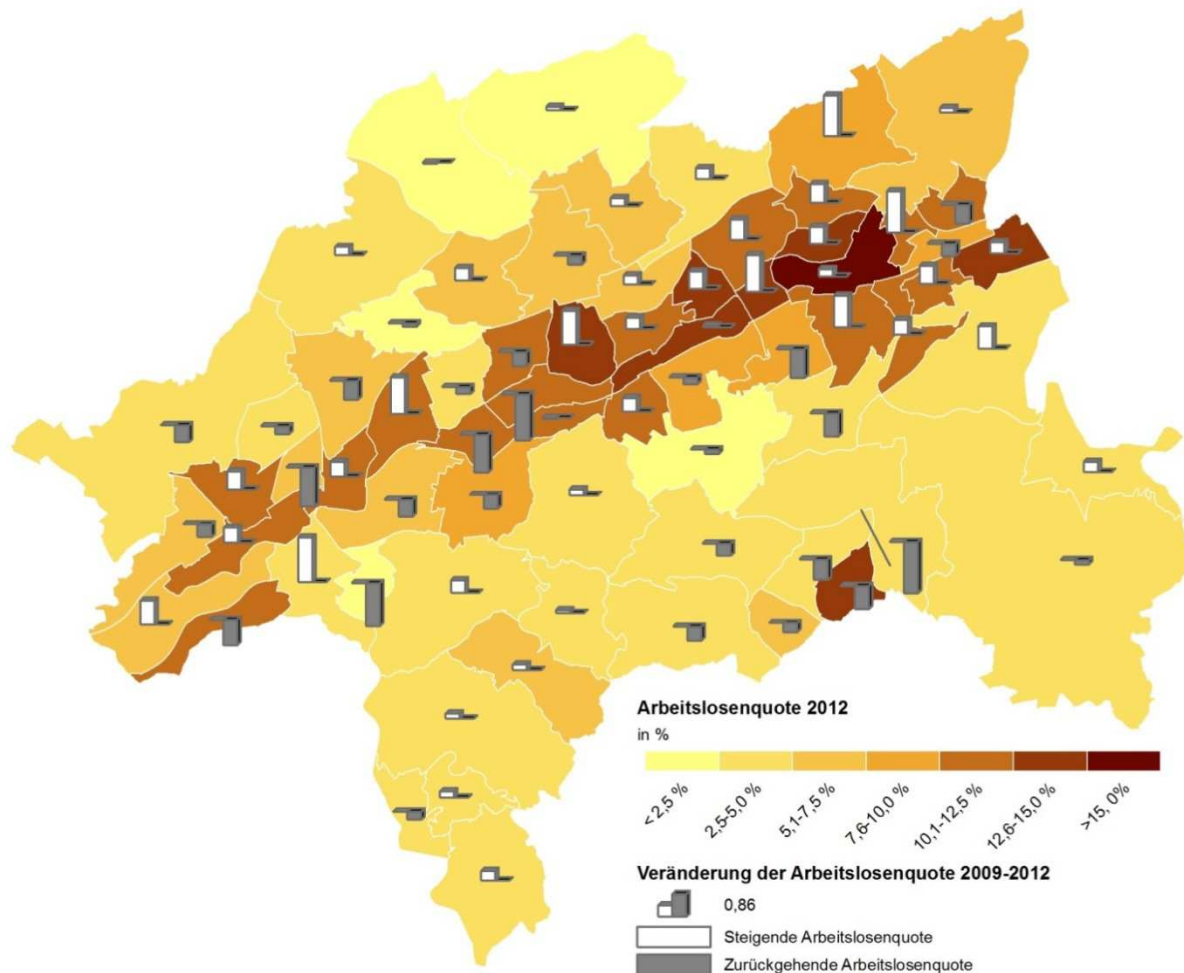 Arbeitslosenquote 2012
in %
< 2,5 %
2,5-5,0 %
5,1-7,5 %
7,6-10,0 %
10,1-12,5 %
12,6-15,0 %
>15, 0%
Veränderung der Arbeitslosenquote 2009-2012
0,86
Steigende Arbeitslosenquote
Zurückgehende Arbeitslosenquote